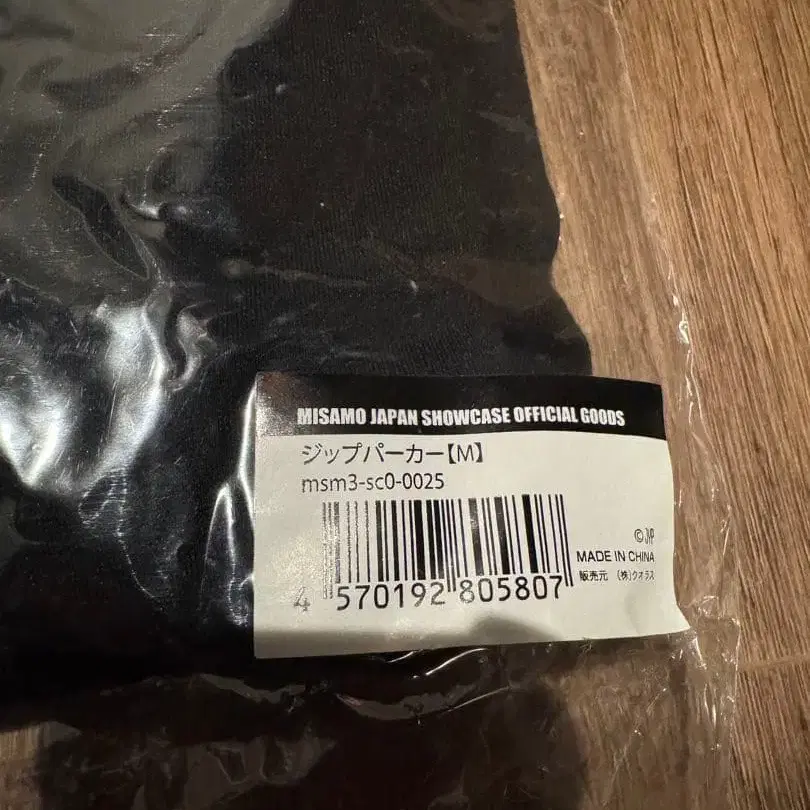 MISAMO JAPAN SHOWCASE OFFICIAL GOODS
ジップパーカー【M】
msm3-sc0-0025
©JYP
MADE IN CHINA
販売元 (株)クオラス
4 570192 805807